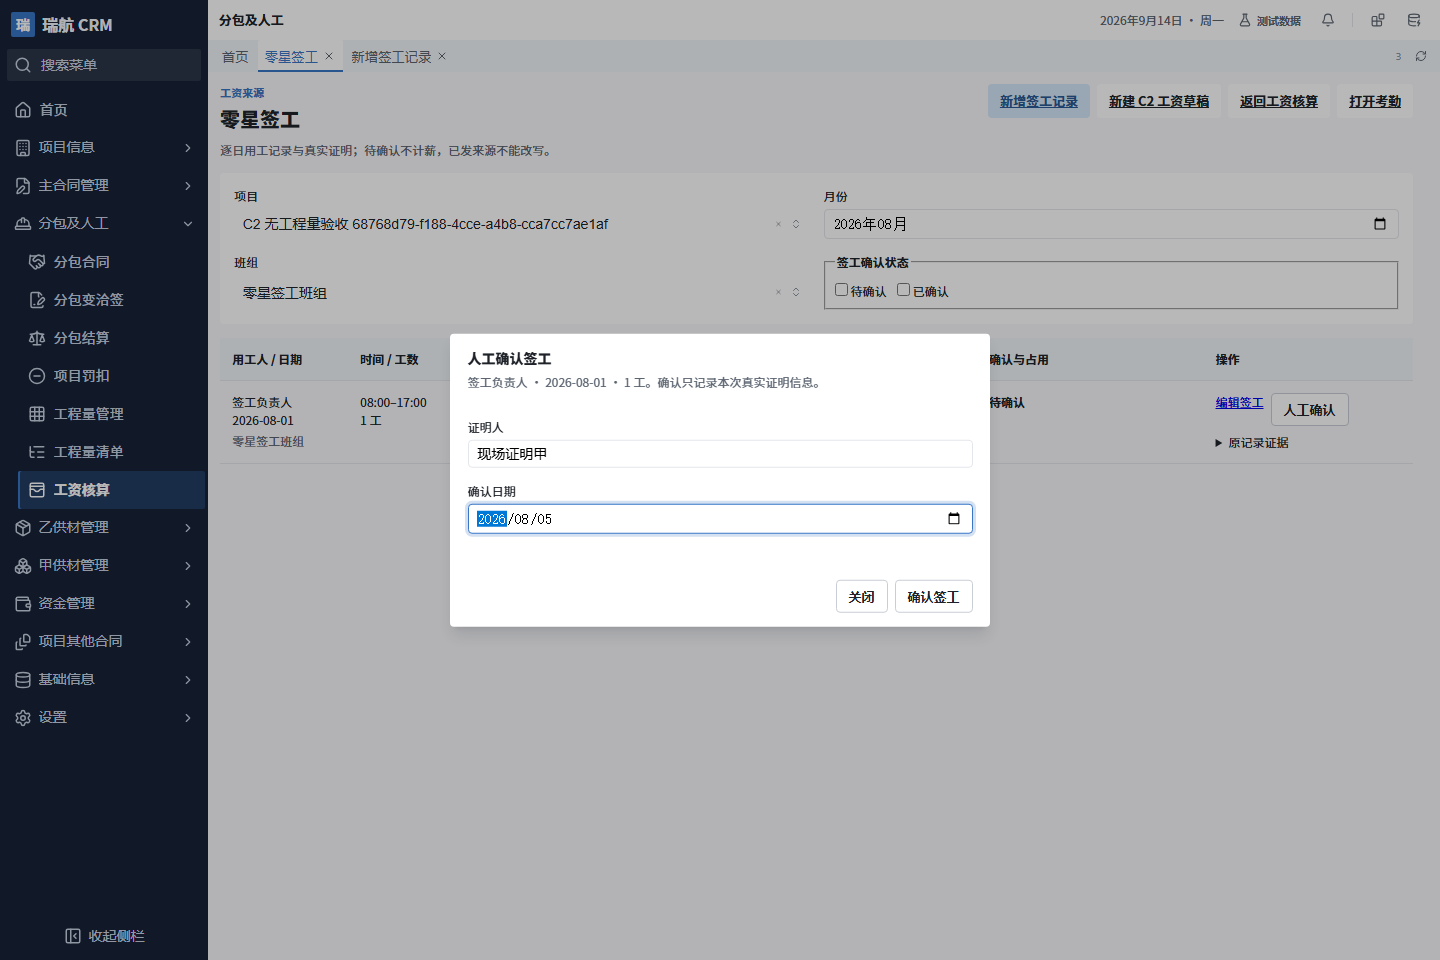 瑞 瑞航 CRM
搜索菜单
首页
项目信息
主合同管理
分包及人工
分包合同
分包变洽签
分包结算
项目罚扣
工程量管理
工程量清单
工资核算
乙供材管理
甲供材管理
资金管理
项目其他合同
基础信息
设置
收起侧栏
分包及人工
2026年9月14日 • 周一 测试数据
首页 零星签工 × 新增签工记录 × 3
工资来源
零星签工
新增签工记录 新建 C2 工资草稿 返回工资核算 打开考勤
逐日用工记录与真实证明；待确认不计薪，已发来源不能改写。
项目
C2 无工程量验收 68768d79-f188-4cce-a4b8-cca7cc7ae1af ×
月份
2026年08月
班组
零星签工班组 ×
签工确认状态
待确认 已确认
用工人 / 日期 时间 / 工数 确认与占用 操作
签工负责人 08:00–17:00 待确认 编辑签工 人工确认
2026-08-01 1 工
零星签工班组 原记录证据
人工确认签工
签工负责人 • 2026-08-01 • 1 工。确认只记录本次真实证明信息。
证明人
现场证明甲
确认日期
2026/08/05
关闭 确认签工